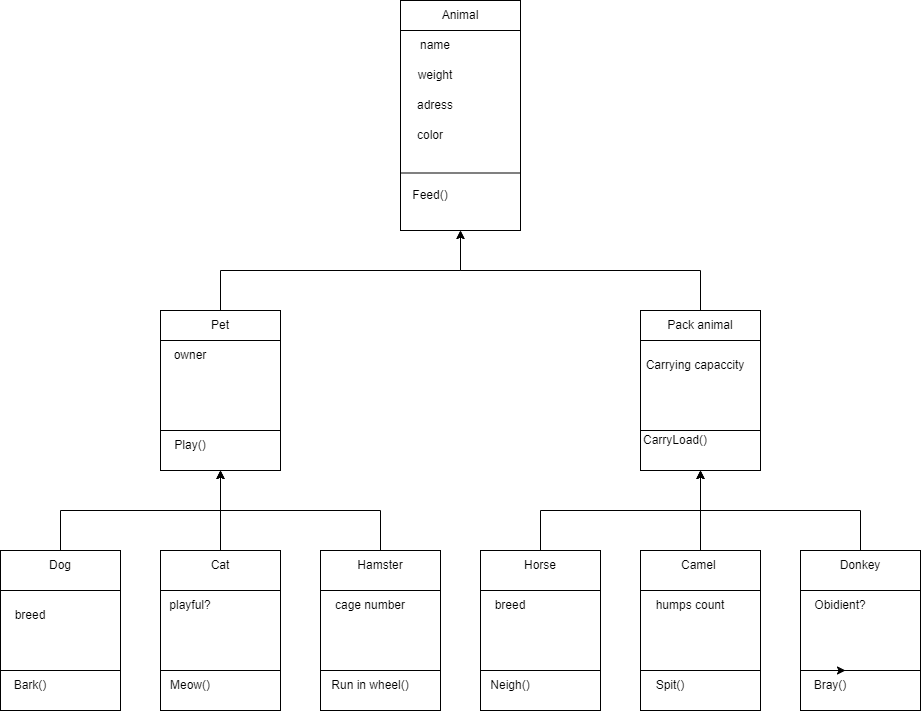 Animal
name
weight
adress
color
Feed()
Pet
owner
Play()
Pack animal
Carrying capaccity
CarryLoad()
Dog
breed
Bark()
Cat
playful?
Meow()
Hamster
cage number
Run in wheel()
Horse
breed
Neigh()
Camel
humps count
Spit()
Donkey
Obidient?
Bray()